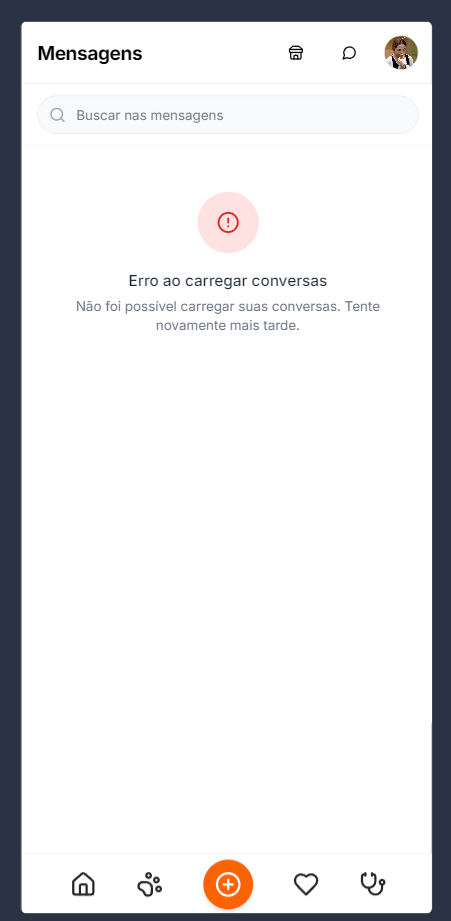 Mensagens
Buscar nas mensagens
Erro ao carregar conversas
Não foi possível carregar suas conversas. Tente
novamente mais tarde.